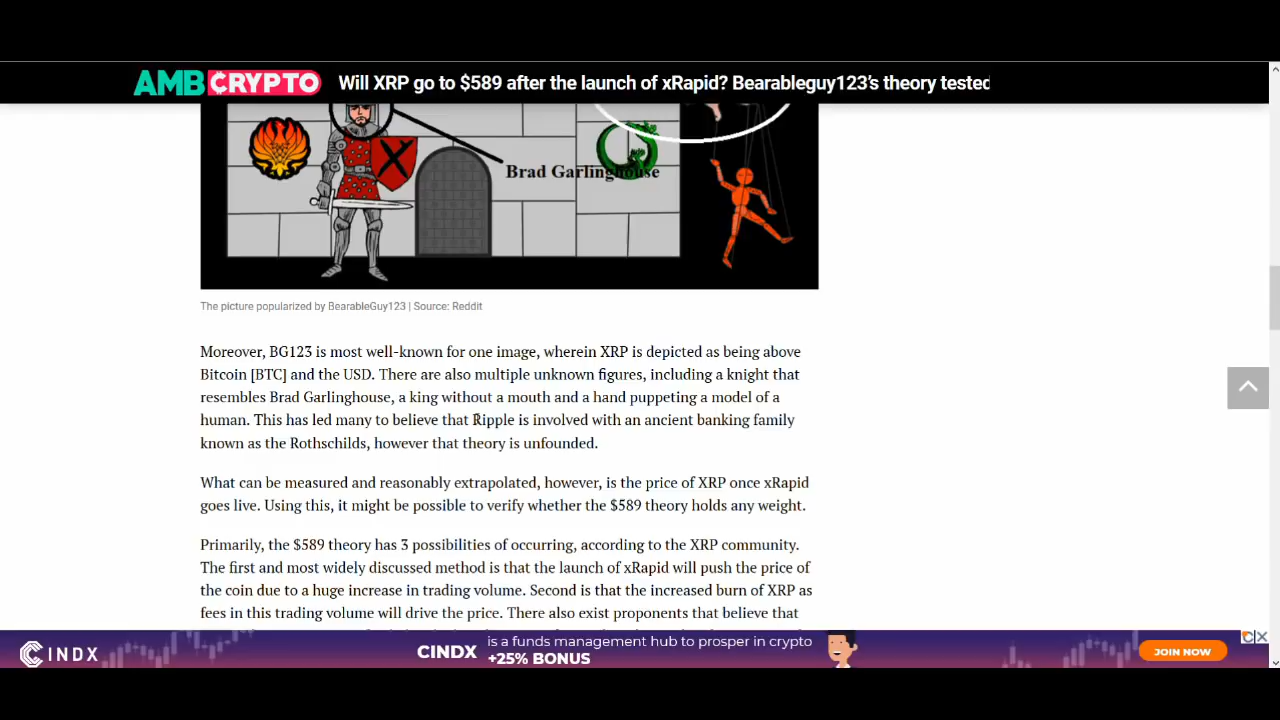 AMBCRYPTO
Will XRP go to $589 after the launch of xRapid? Bearableguy123's theory tested
Brad Garlinghouse
The picture popularized by BearableGuy123 | Source: Reddit
Moreover, BG123 is most well-known for one image, wherein XRP is depicted as being above
Bitcoin [BTC] and the USD. There are also multiple unknown figures, including a knight that
resembles Brad Garlinghouse, a king without a mouth and a hand puppeting a model of a
human. This has led many to believe that Ripple is involved with an ancient banking family
known as the Rothschilds, however that theory is unfounded.
What can be measured and reasonably extrapolated, however, is the price of XRP once xRapid
goes live. Using this, it might be possible to verify whether the $589 theory holds any weight.
Primarily, the $589 theory has 3 possibilities of occurring, according to the XRP community.
The first and most widely discussed method is that the launch of xRapid will push the price of
the coin due to a huge increase in trading volume. Second is that the increased burn of XRP as
fees in this trading volume will drive the price. There also exist proponents that believe that
CINDX
CINDX
is a funds management hub to prosper in crypto
+25% BONUS
JOIN NOW